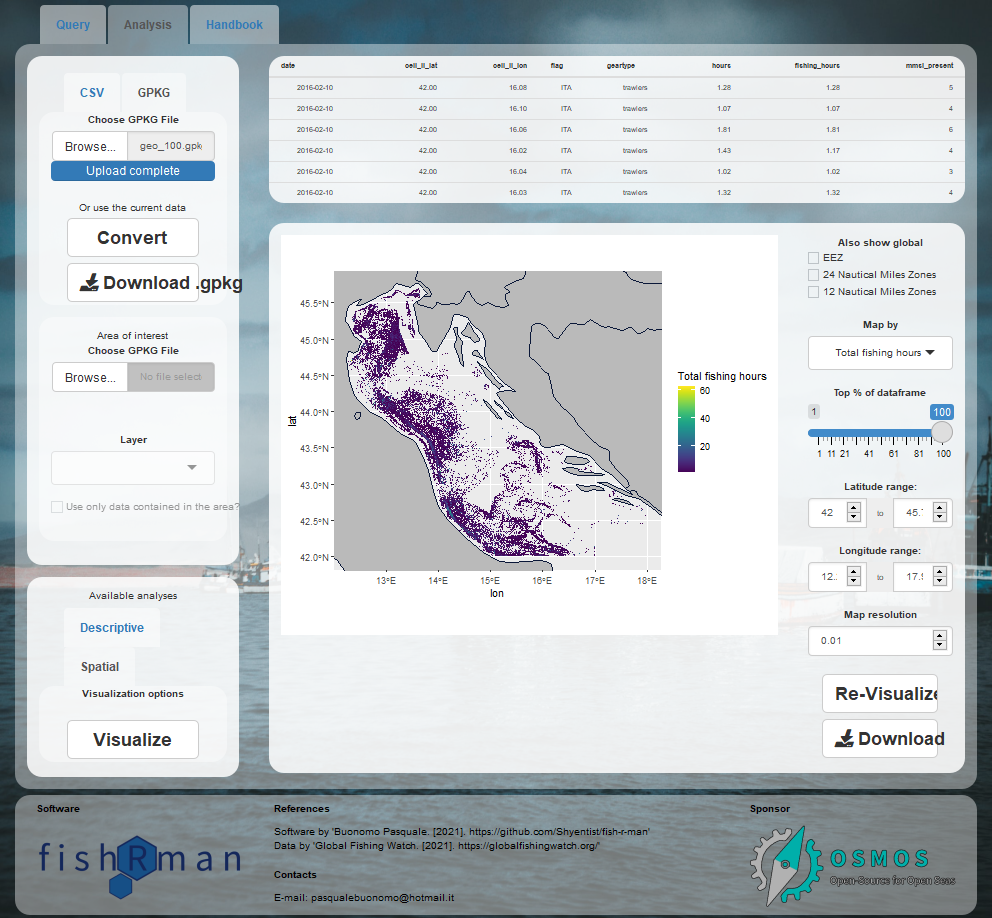 Query Analysis Handbook
CSV GPKG
Choose GPKG File
Browse... geo_100.gpk
Upload complete
Or use the current data
Convert
Download .gpkg
Area of interest
Choose GPKG File
Browse... No file select
Layer
Use only data contained in the area?
Available analyses
Descriptive
Spatial
Visualization options
Visualize
date cell_ll_lat cell_ll_lon flag geartype hours fishing_hours mmsi_present
2016-02-10 42.00 16.08 ITA trawlers 1.28 1.28 5
2016-02-10 42.00 16.10 ITA trawlers 1.07 1.07 4
2016-02-10 42.00 16.06 ITA trawlers 1.81 1.81 6
2016-02-10 42.00 16.02 ITA trawlers 1.43 1.17 4
2016-02-10 42.00 16.04 ITA trawlers 1.02 1.02 3
2016-02-10 42.00 16.03 ITA trawlers 1.32 1.32 4
45.5°N
45.0°N
44.5°N
44.0°N
43.5°N
43.0°N
42.5°N
42.0°N
lat
13°E 14°E 15°E 16°E 17°E 18°E
lon
Total fishing hours
60
40
20
Also show global
EEZ
24 Nautical Miles Zones
12 Nautical Miles Zones
Map by
Total fishing hours
Top % of dataframe
1 100
1 11 21 41 61 81 100
Latitude range:
42 to 45.
Longitude range:
12.. to 17.
Map resolution
0.01
Re-Visualize
Download
Software
fishRman
References
Software by 'Buonomo Pasquale. [2021]. https://github.com/Shyentist/fish-r-man'
Data by 'Global Fishing Watch. [2021]. https://globalfishingwatch.org/'
Contacts
E-mail: pasqualebuonomo@hotmail.it
Sponsor
OSMOS
Open-Source for Open Seas